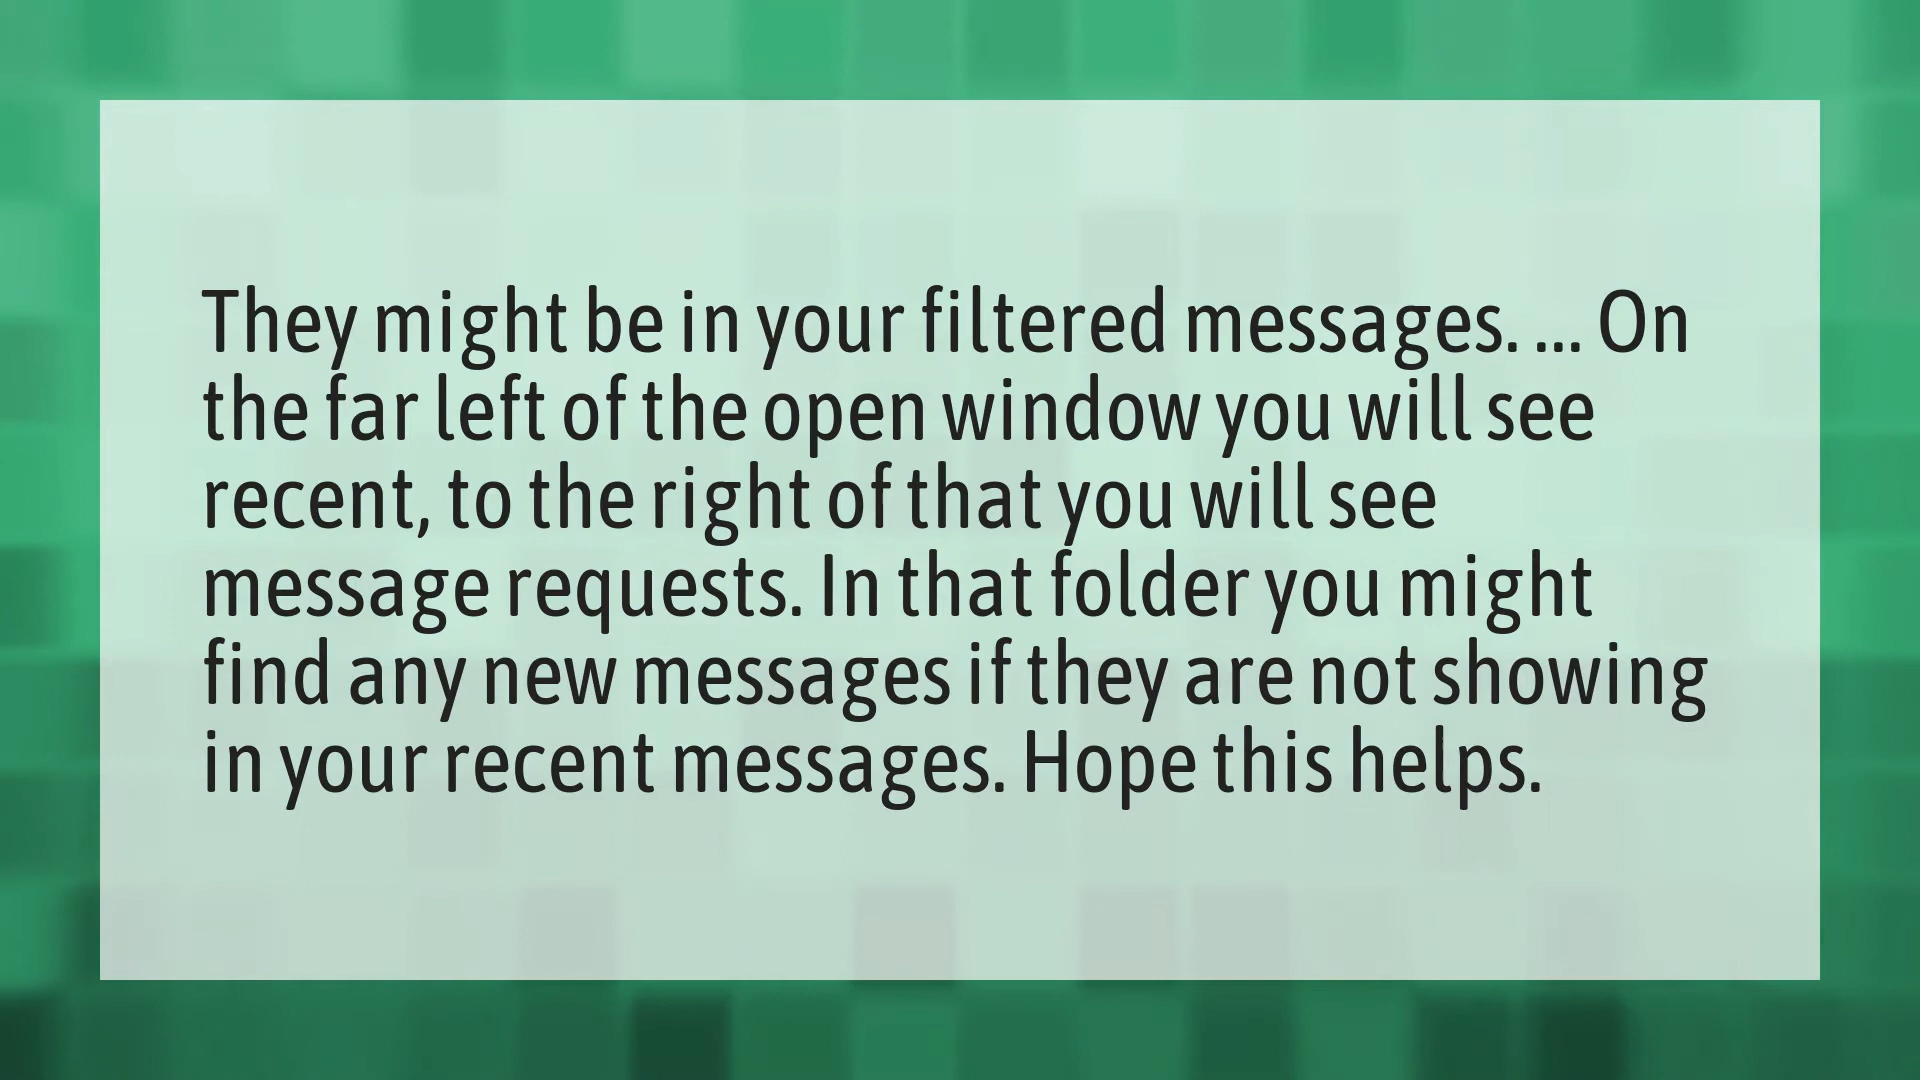 They might be in your filtered messages. ... On
the far left of the open window you will see
recent, to the right of that you will see
message requests. In that folder you might
find any new messages if they are not showing
in your recent messages. Hope this helps.